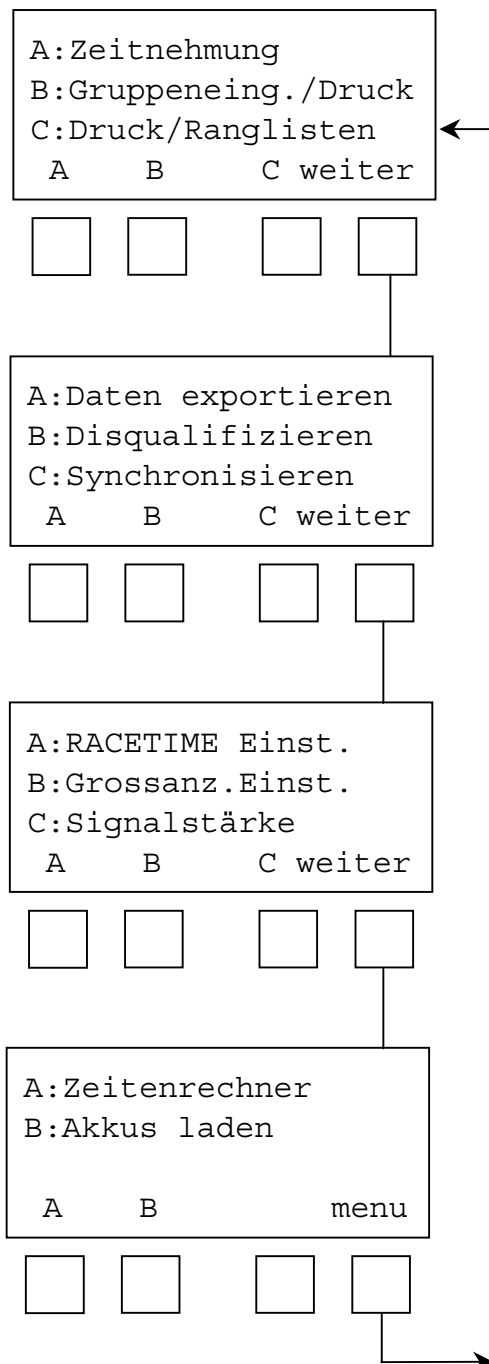 A:Zeitnehmung
B:Gruppeneing./Druck
C:Druck/Ranglisten
A B C weiter
A:Daten exportieren
B:Disqualifizieren
C:Synchronisieren
A B C weiter
A:RACETIME Einst.
B:Grossanz.Einst.
C:Signalstärke
A B C weiter
A:Zeitenrechner
B:Akkus laden
A B menu